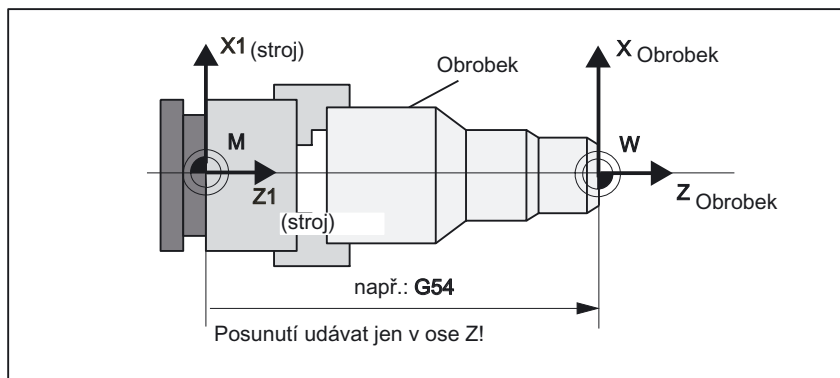 X1 (stroj)
Obrobek
X Obrobek
M
W
Z1
(stroj)
Z Obrobek
např.: G54
Posunutí udávat jen v ose Z!